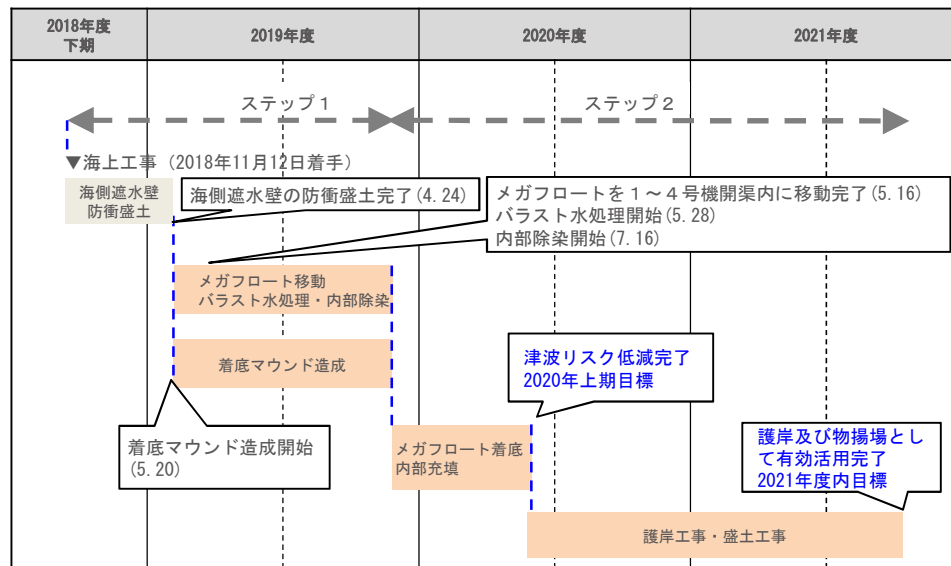 2018年度
下期
2019年度
2020年度
2021年度
ステップ１
ステップ２
▼海上工事（2018年11月12日着手）
海側遮水壁
防衝盛土
海側遮水壁の防衝盛土完了(4.24)
メガフロートを１～４号機開渠内に移動完了(5.16)
バラスト水処理開始(5.28)
内部除染開始(7.16)
メガフロート移動
バラスト水処理・内部除染
着底マウンド造成
津波リスク低減完了
2020年上期目標
着底マウンド造成開始
(5.20)
メガフロート着底
内部充填
護岸及び物揚場とし
て有効活用完了
2021年度内目標
護岸工事・盛土工事